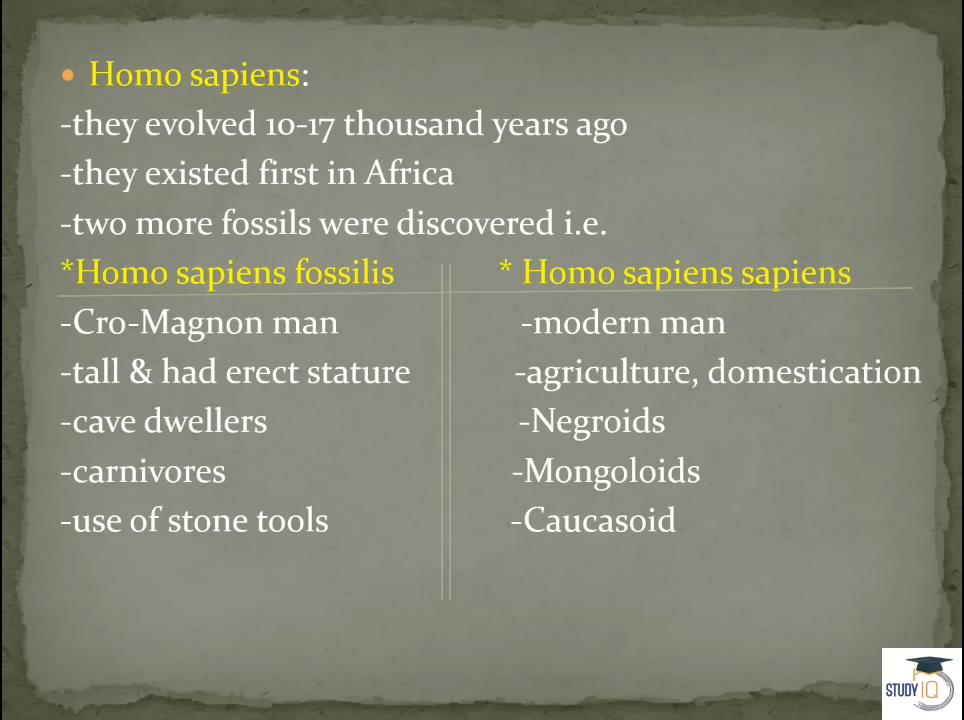 • Homo sapiens:
-they evolved 10-17 thousand years ago
-they existed first in Africa
-two more fossils were discovered i.e.
*Homo sapiens fossilis * Homo sapiens sapiens
-Cro-Magnon man -modern man
-tall & had erect stature -agriculture, domestication
-cave dwellers -Negroids
-carnivores -Mongoloids
-use of stone tools -Caucasoid
STUDY IQ